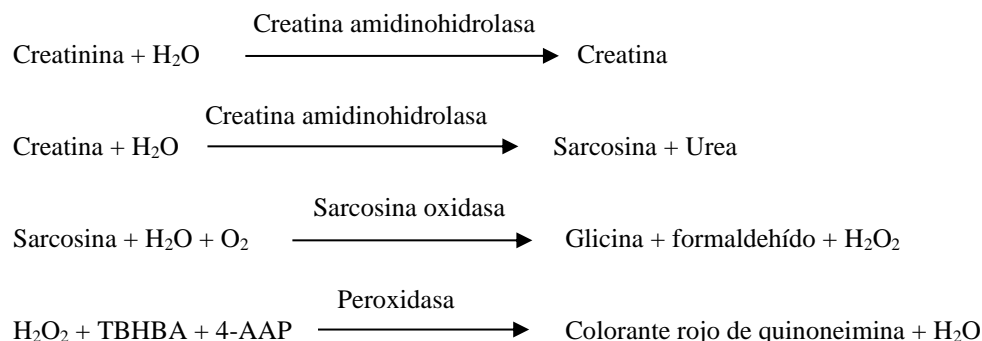 Creatina amidinohidrolasa
Creatinina + H₂O Creatina
Creatina amidinohidrolasa
Creatina + H₂O Sarcosina + Urea
Sarcosina oxidasa
Sarcosina + H₂O + O₂ Glicina + formaldehído + H₂O₂
Peroxidasa
H₂O₂ + TBHBA + 4-AAP Colorante rojo de quinoneimina + H₂O